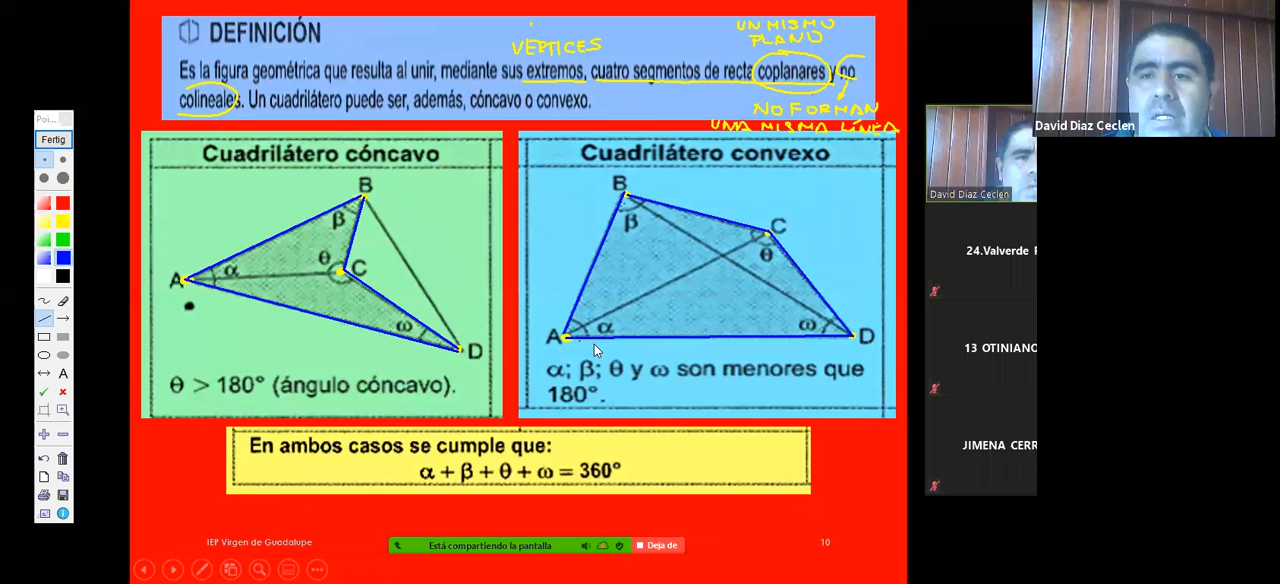 DEFINICIÓN
VÉRTICES
UN MISMO
PLANO
Es la figura geométrica que resulta al unir, mediante sus extremos, cuatro segmentos de recta coplanares y no
colineales. Un cuadrilátero puede ser, además, cóncavo o convexo.
NO FORMAN
UNA MISMA LÍNEA
Cuadrilátero cóncavo
B
β
θ
C
A
α
ω
D
θ > 180° (ángulo cóncavo).
Cuadrilátero convexo
B
β
C
θ
A
α
ω
D
α; β; θ y ω son menores que
180°.
En ambos casos se cumple que:
α + β + θ + ω = 360°
IEP Virgen de Guadalupe
Está compartiendo la pantalla
Deja de
10
Poi...
Fertig
A
David Diaz Ceclen
David Diaz Ceclen
24.Valverde
13 OTINIANO
JIMENA CERR